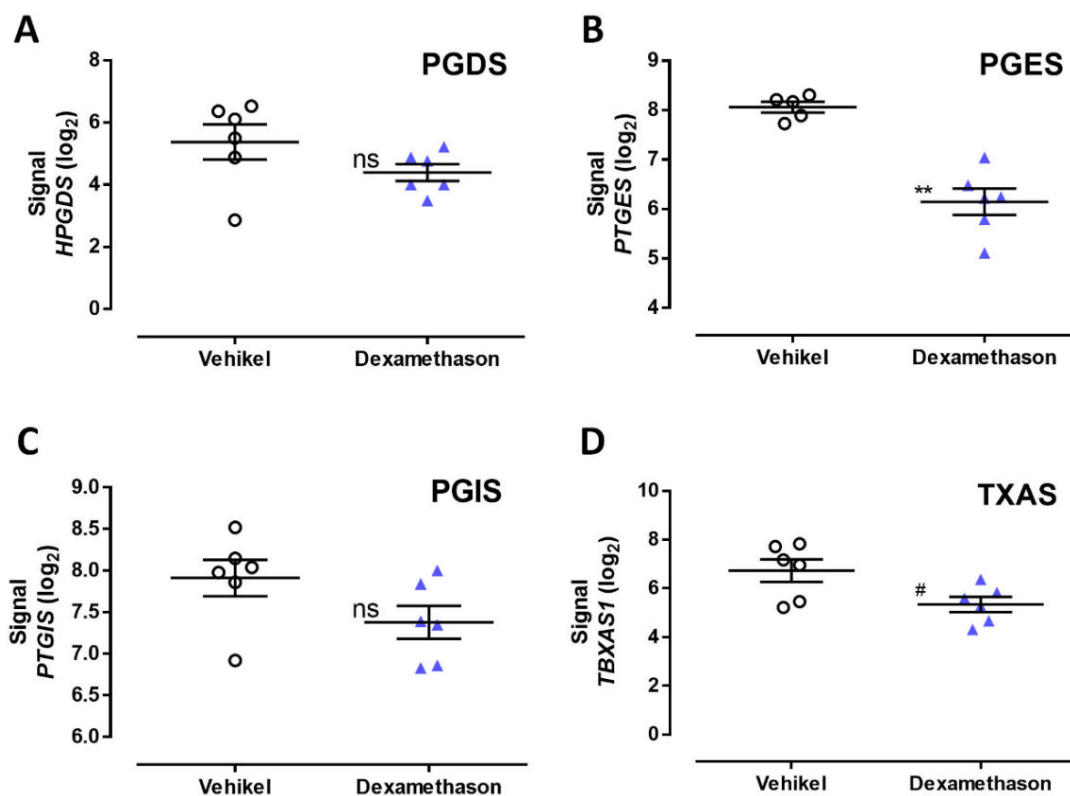 A
PGDS
Signal
HPGDS (log2)
8
6
4
2
0
ns
Vehikel
Dexamethason
B
PGES
Signal
PTGES (log2)
9
8
7
6
5
4
**
Vehikel
Dexamethason
C
PGIS
Signal
PTGIS (log2)
9.0
8.5
8.0
7.5
7.0
6.5
6.0
ns
Vehikel
Dexamethason
D
TXAS
Signal
TBXAS1 (log2)
10
8
6
4
2
0
#
Vehikel
Dexamethason